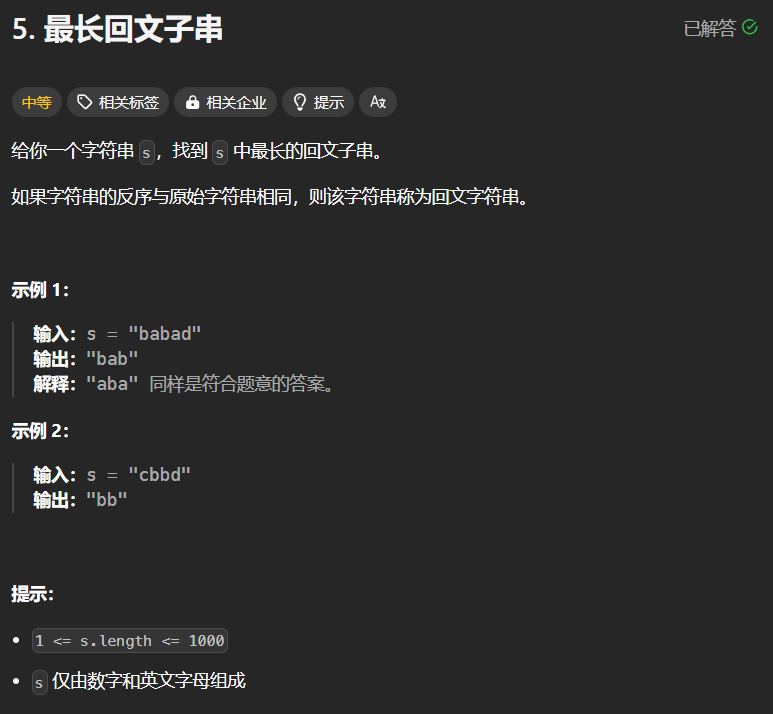 5. 最长回文子串
已解答
中等 相关标签 相关企业 提示 A文
给你一个字符串 s，找到 s 中最长的回文子串。
如果字符串的反序与原始字符串相同，则该字符串称为回文字符串。
示例 1：
输入：s = "babad"
输出："bab"
解释："aba" 同样是符合题意的答案。
示例 2：
输入：s = "cbbd"
输出："bb"
提示：
• 1 <= s.length <= 1000
• s 仅由数字和英文字母组成